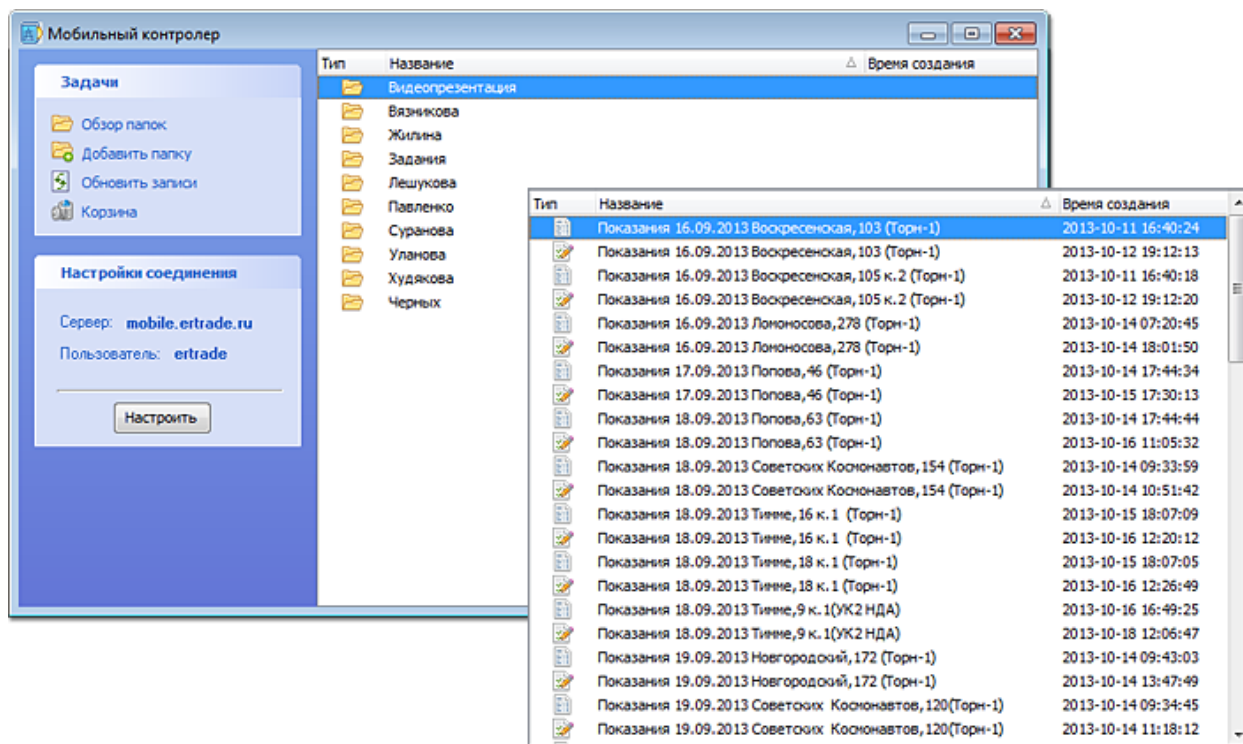 Мобильный контролер
Задачи
Обзор папок
Добавить папку
Обновить записи
Корзина
Настройки соединения
Сервер: mobile.ertrade.ru
Пользователь: ertrade
Настроить
Тип Название Время создания
Видеопрезентация
Вязникова
Жилина
Задания
Лешукова
Павленко
Суранова
Уланова
Худякова
Черных
Тип Название Время создания
Показания 16.09.2013 Воскресенская,103 (Торн-1) 2013-10-11 16:40:24
Показания 16.09.2013 Воскресенская,103 (Торн-1) 2013-10-12 19:12:13
Показания 16.09.2013 Воскресенская,105 к.2 (Торн-1) 2013-10-11 16:40:18
Показания 16.09.2013 Воскресенская,105 к.2 (Торн-1) 2013-10-12 19:12:20
Показания 16.09.2013 Ломоносова,278 (Торн-1) 2013-10-14 07:20:45
Показания 16.09.2013 Ломоносова,278 (Торн-1) 2013-10-14 18:01:50
Показания 17.09.2013 Попова,46 (Торн-1) 2013-10-14 17:44:34
Показания 17.09.2013 Попова,46 (Торн-1) 2013-10-15 17:30:13
Показания 18.09.2013 Попова,63 (Торн-1) 2013-10-14 17:44:44
Показания 18.09.2013 Попова,63 (Торн-1) 2013-10-16 11:05:32
Показания 18.09.2013 Советских Космонавтов,154 (Торн-1) 2013-10-14 09:33:59
Показания 18.09.2013 Советских Космонавтов,154 (Торн-1) 2013-10-14 10:51:42
Показания 18.09.2013 Тимме,16 к.1 (Торн-1) 2013-10-15 18:07:09
Показания 18.09.2013 Тимме,16 к.1 (Торн-1) 2013-10-16 12:20:12
Показания 18.09.2013 Тимме,18 к.1 (Торн-1) 2013-10-15 18:07:05
Показания 18.09.2013 Тимме,18 к.1 (Торн-1) 2013-10-16 12:26:49
Показания 18.09.2013 Тимме,9 к.1(УК2 НДА) 2013-10-16 16:49:25
Показания 18.09.2013 Тимме,9 к.1(УК2 НДА) 2013-10-18 12:06:47
Показания 19.09.2013 Новгородский,172 (Торн-1) 2013-10-14 09:43:03
Показания 19.09.2013 Новгородский,172 (Торн-1) 2013-10-14 13:47:49
Показания 19.09.2013 Советских Космонавтов,120(Торн-1) 2013-10-14 09:34:45
Показания 19.09.2013 Советских Космонавтов,120(Торн-1) 2013-10-14 11:18:12